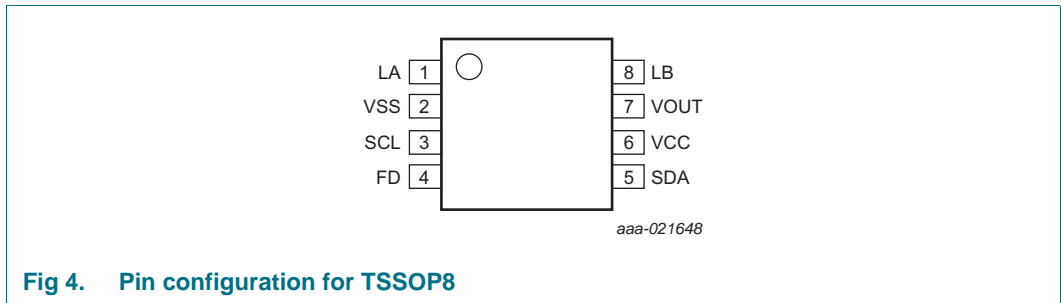 LA 1 8 LB
VSS 2 7 VOUT
SCL 3 6 VCC
FD 4 5 SDA
aaa-021648
Fig 4. Pin configuration for TSSOP8